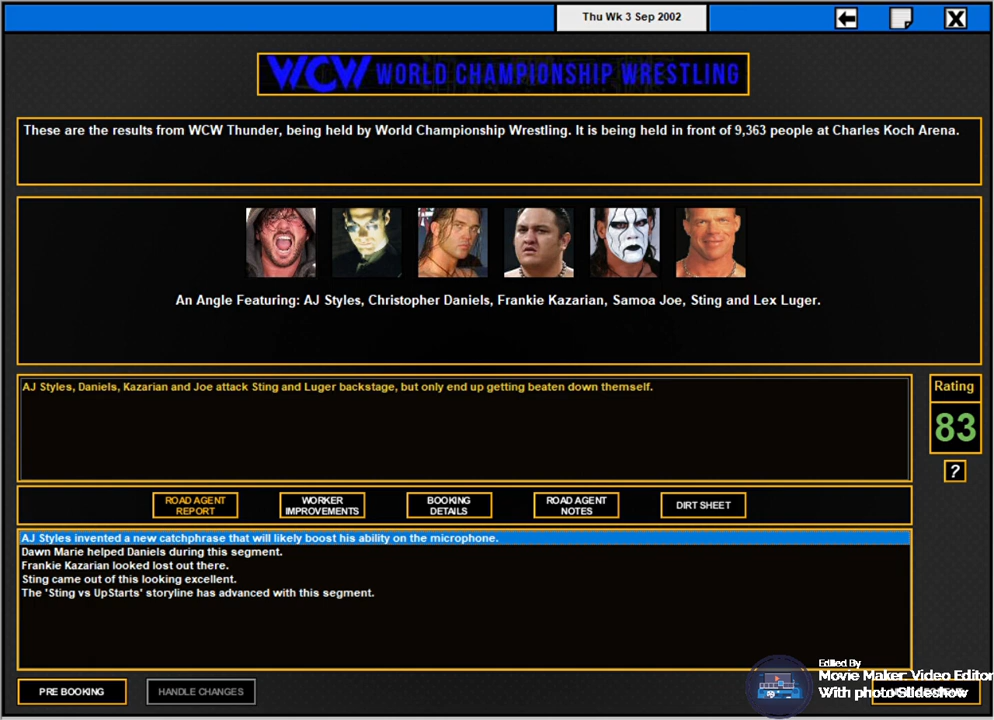 Thu Wk 3 Sep 2002
WCW WORLD CHAMPIONSHIP WRESTLING
These are the results from WCW Thunder, being held by World Championship Wrestling. It is being held in front of 9,363 people at Charles Koch Arena.
An Angle Featuring: AJ Styles, Christopher Daniels, Frankie Kazarian, Samoa Joe, Sting and Lex Luger.
AJ Styles, Daniels, Kazarian and Joe attack Sting and Luger backstage, but only end up getting beaten down themself.
Rating
83
?
ROAD AGENT
REPORT
WORKER
IMPROVEMENTS
BOOKING
DETAILS
ROAD AGENT
NOTES
DIRT SHEET
AJ Styles invented a new catchphrase that will likely boost his ability on the microphone.
Dawn Marie helped Daniels during this segment.
Frankie Kazarian looked lost out there.
Sting came out of this looking excellent.
The 'Sting vs UpStarts' storyline has advanced with this segment.
PRE BOOKING
HANDLE CHANGES
Edited By
Movie Maker: Video Editor
With photo Slideshow